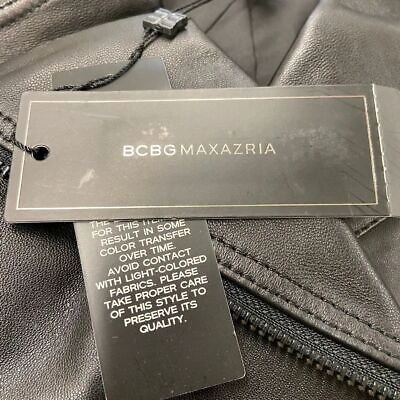 BCBGMAXAZRIA
FOR THIS ITEM
RESULT IN SOME
COLOR TRANSFER
OVER TIME.
AVOID CONTACT
WITH LIGHT-COLORED
FABRICS. PLEASE
TAKE PROPER CARE
OF THIS STYLE TO
PRESERVE ITS
QUALITY.